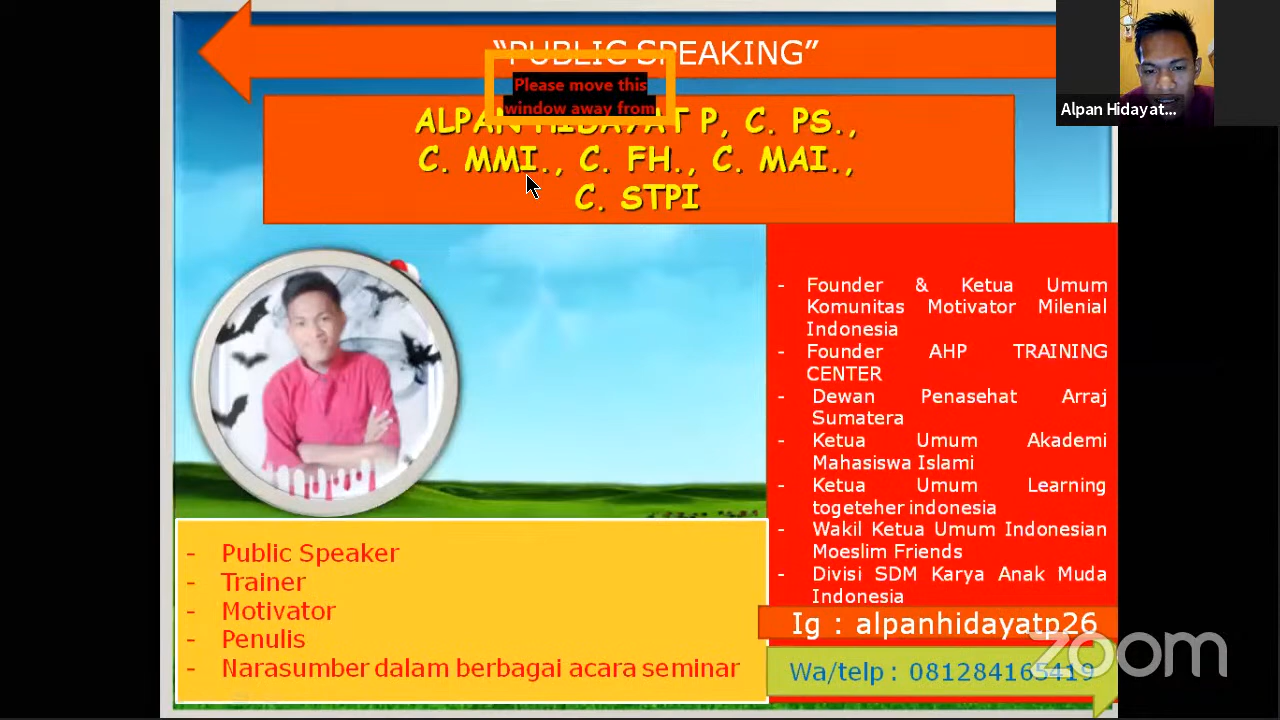 “PUBLIC SPEAKING”
Please move this
window away from
ALPAN HIDAYAT P, C. PS.,
C. MMI., C. FH., C. MAI.,
C. STPI
Alpan Hidayat...
- Founder & Ketua Umum
Komunitas Motivator Milenial
Indonesia
- Founder AHP TRAINING
CENTER
- Dewan Penasehat Arraj
Sumatera
- Ketua Umum Akademi
Mahasiswa Islami
- Ketua Umum Learning
togeteher indonesia
- Wakil Ketua Umum Indonesian
Moeslim Friends
- Divisi SDM Karya Anak Muda
Indonesia
- Public Speaker
- Trainer
- Motivator
- Penulis
- Narasumber dalam berbagai acara seminar
Ig : alpanhidayatp26
Wa/telp : 081284165419
zoom